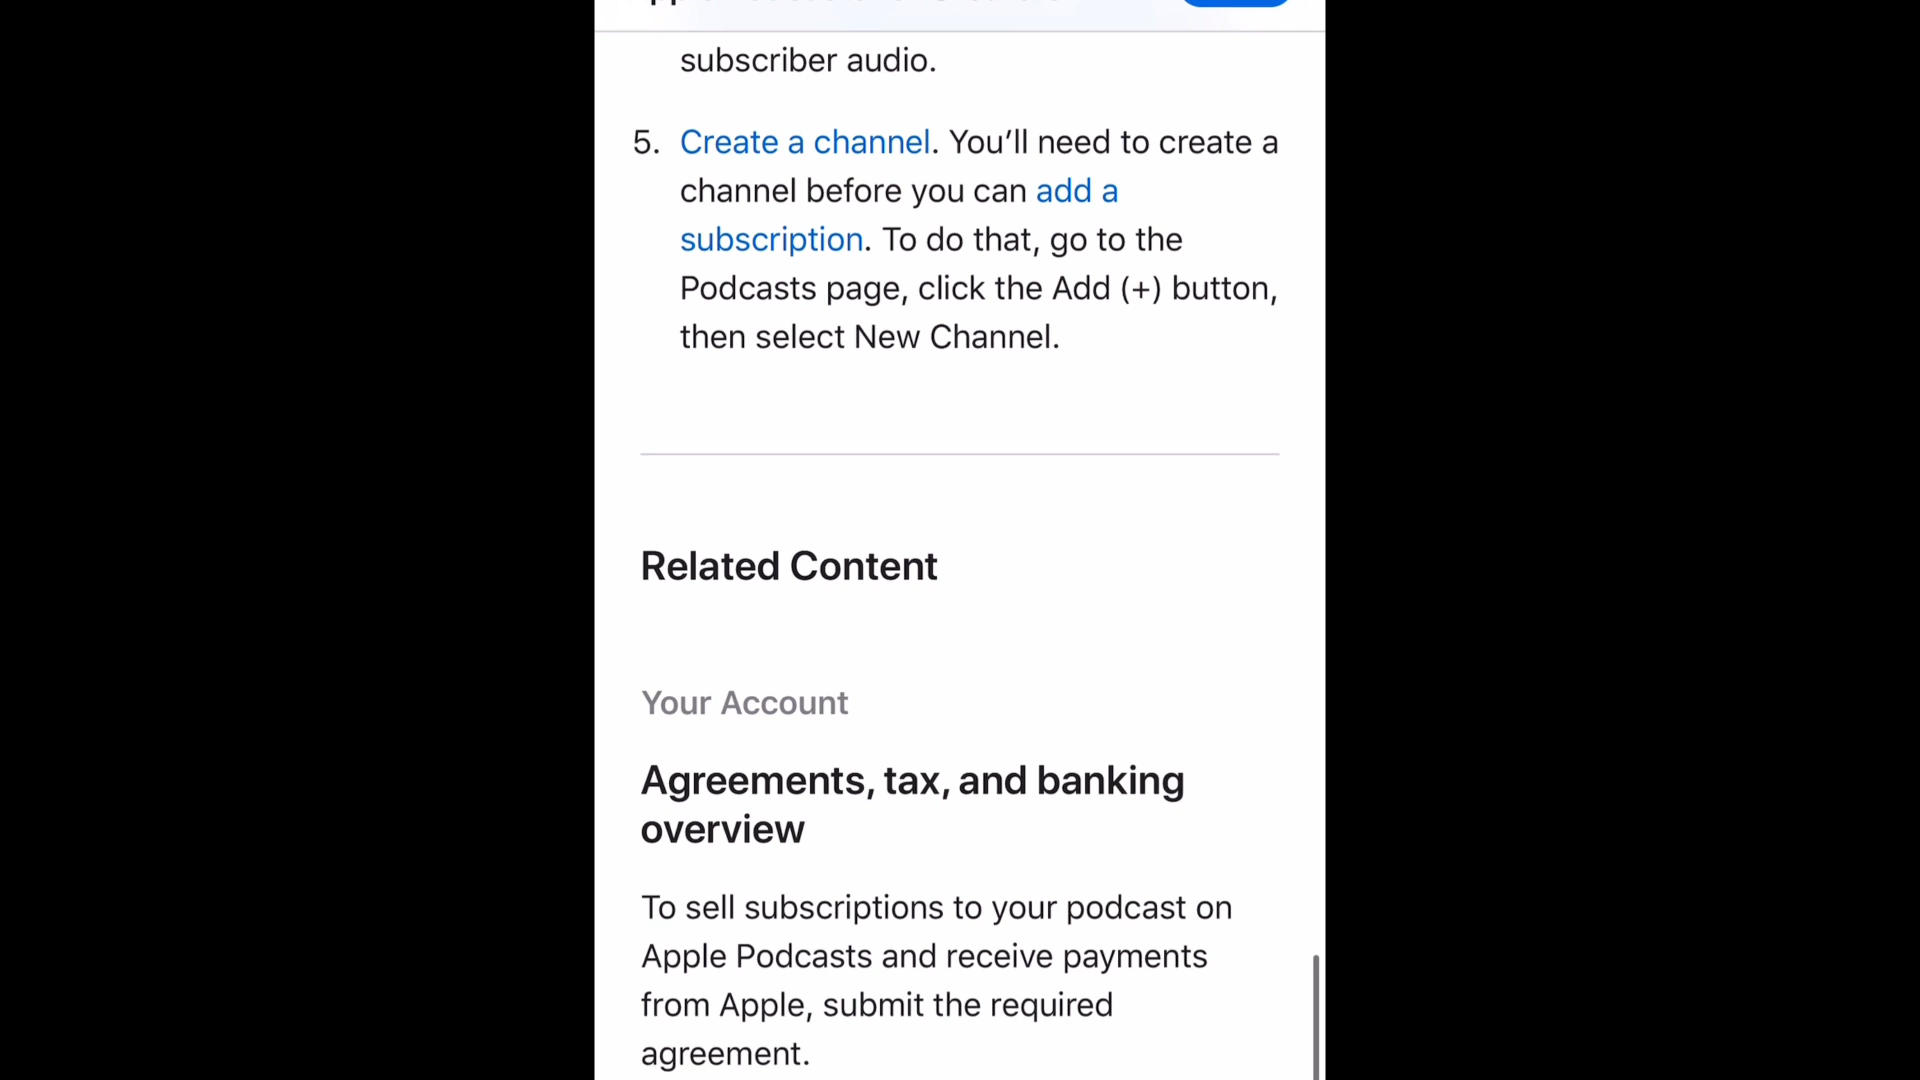 subscriber audio.
5. Create a channel. You’ll need to create a
channel before you can add a
subscription. To do that, go to the
Podcasts page, click the Add (+) button,
then select New Channel.
Related Content
Your Account
Agreements, tax, and banking
overview
To sell subscriptions to your podcast on
Apple Podcasts and receive payments
from Apple, submit the required
agreement.